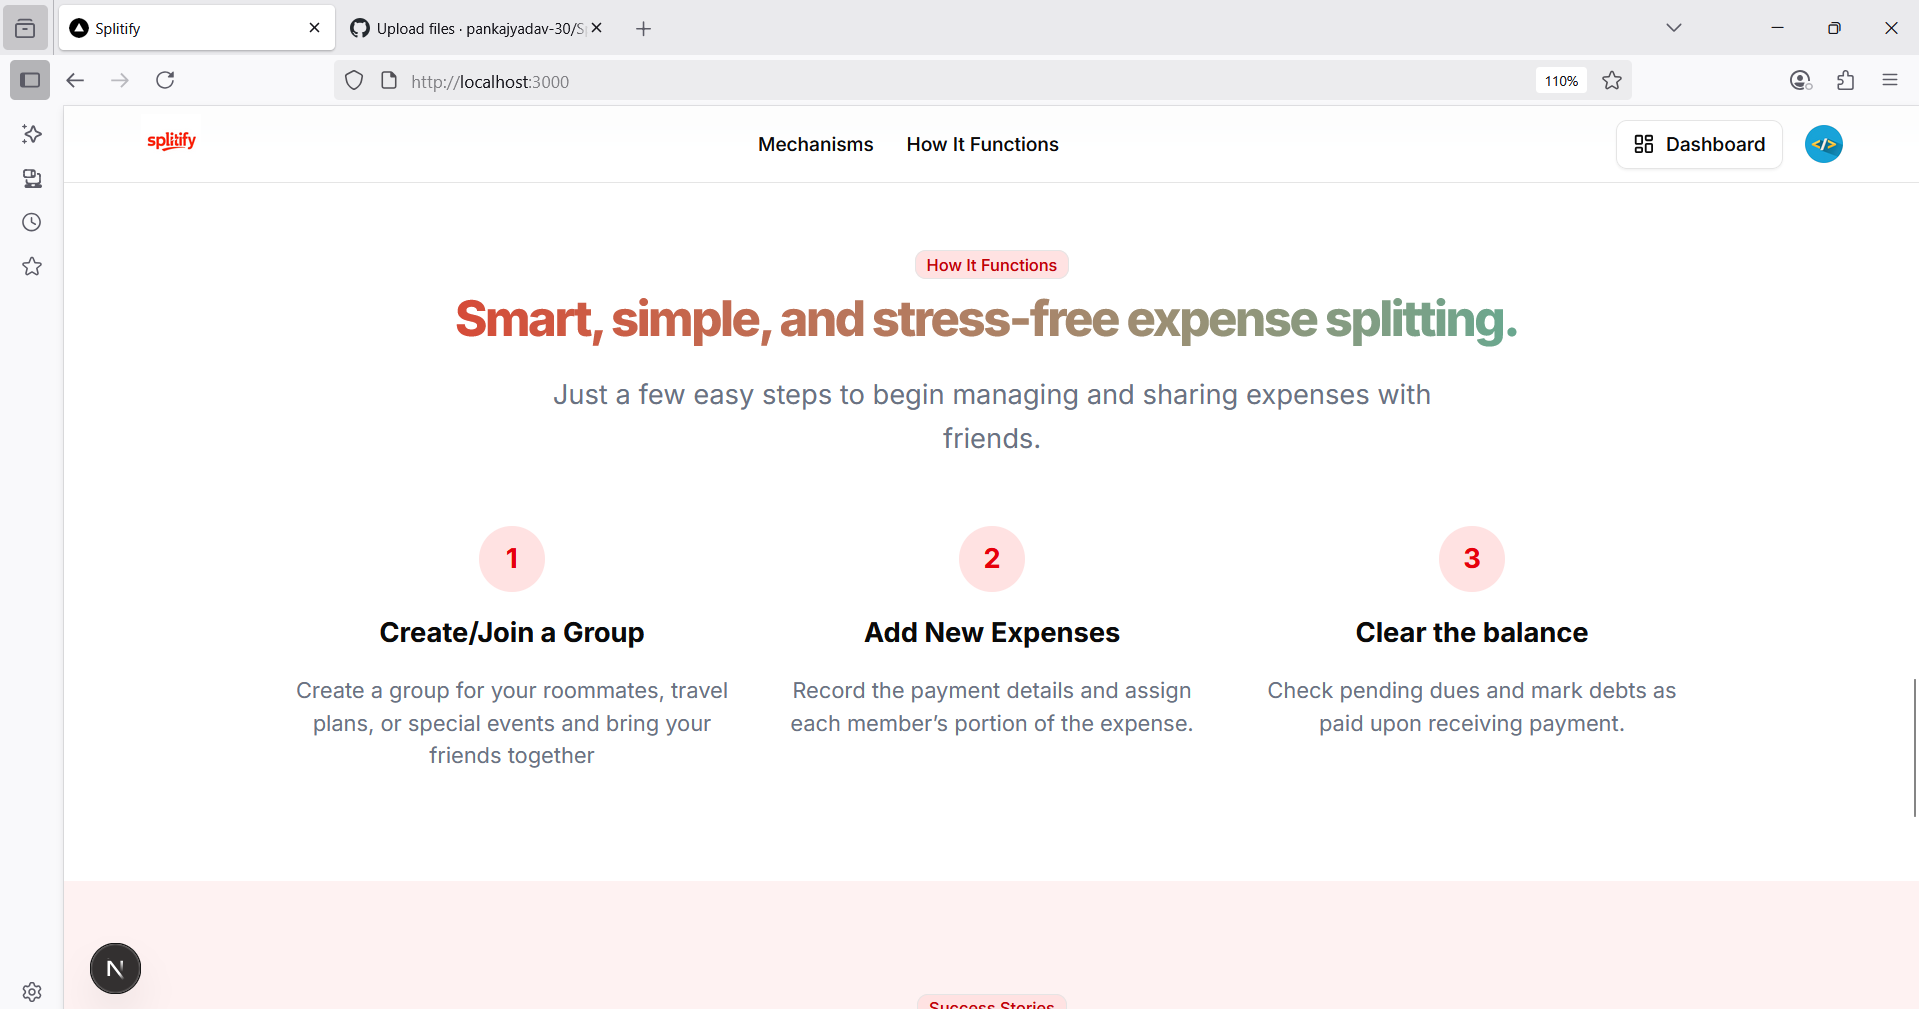 Splitify
Upload files · pankajyadav-30/S
http://localhost:3000
110%
splitify
Mechanisms
How It Functions
Dashboard
</>
How It Functions
Smart, simple, and stress-free expense splitting.
Just a few easy steps to begin managing and sharing expenses with
friends.
1
2
3
Create/Join a Group
Add New Expenses
Clear the balance
Create a group for your roommates, travel
plans, or special events and bring your
friends together
Record the payment details and assign
each member’s portion of the expense.
Check pending dues and mark debts as
paid upon receiving payment.
N
Success Stories